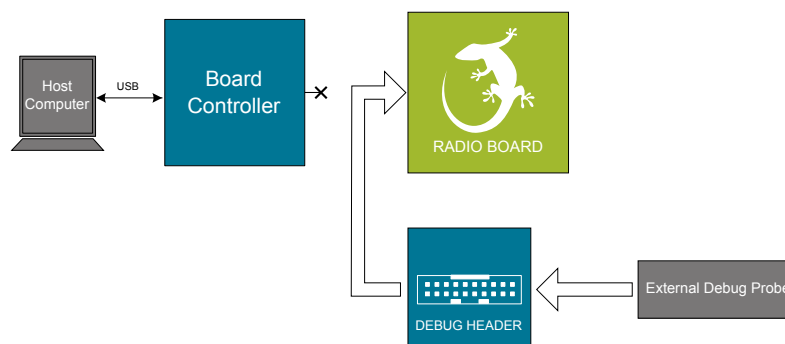 Host
Computer
USB
Board
Controller
RADIO BOARD
DEBUG HEADER
External Debug Probe